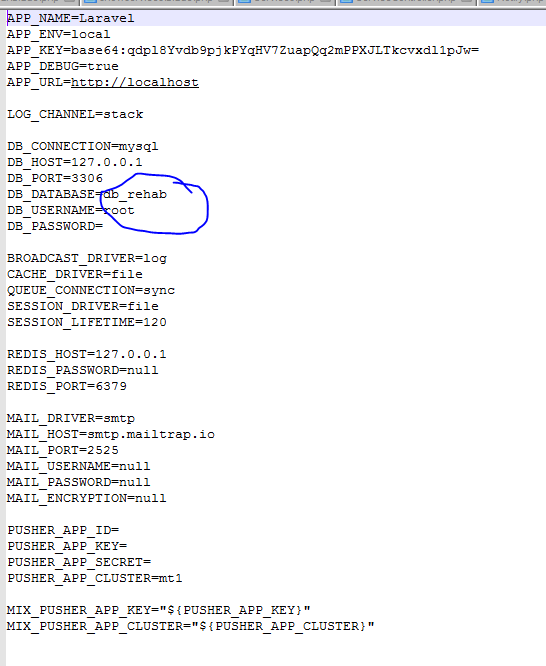 APP_NAME=Laravel
APP_ENV=local
APP_KEY=base64:qdpl8Yvdb9pjkPYqHV7ZuapQq2mPPXJLTkcvxdl1pJw=
APP_DEBUG=true
APP_URL=http://localhost
LOG_CHANNEL=stack
DB_CONNECTION=mysql
DB_HOST=127.0.0.1
DB_PORT=3306
DB_DATABASE=db_rehab
DB_USERNAME=root
DB_PASSWORD=
BROADCAST_DRIVER=log
CACHE_DRIVER=file
QUEUE_CONNECTION=sync
SESSION_DRIVER=file
SESSION_LIFETIME=120
REDIS_HOST=127.0.0.1
REDIS_PASSWORD=null
REDIS_PORT=6379
MAIL_DRIVER=smtp
MAIL_HOST=smtp.mailtrap.io
MAIL_PORT=2525
MAIL_USERNAME=null
MAIL_PASSWORD=null
MAIL_ENCRYPTION=null
PUSHER_APP_ID=
PUSHER_APP_KEY=
PUSHER_APP_SECRET=
PUSHER_APP_CLUSTER=mt1
MIX_PUSHER_APP_KEY="${PUSHER_APP_KEY}"
MIX_PUSHER_APP_CLUSTER="${PUSHER_APP_CLUSTER}"